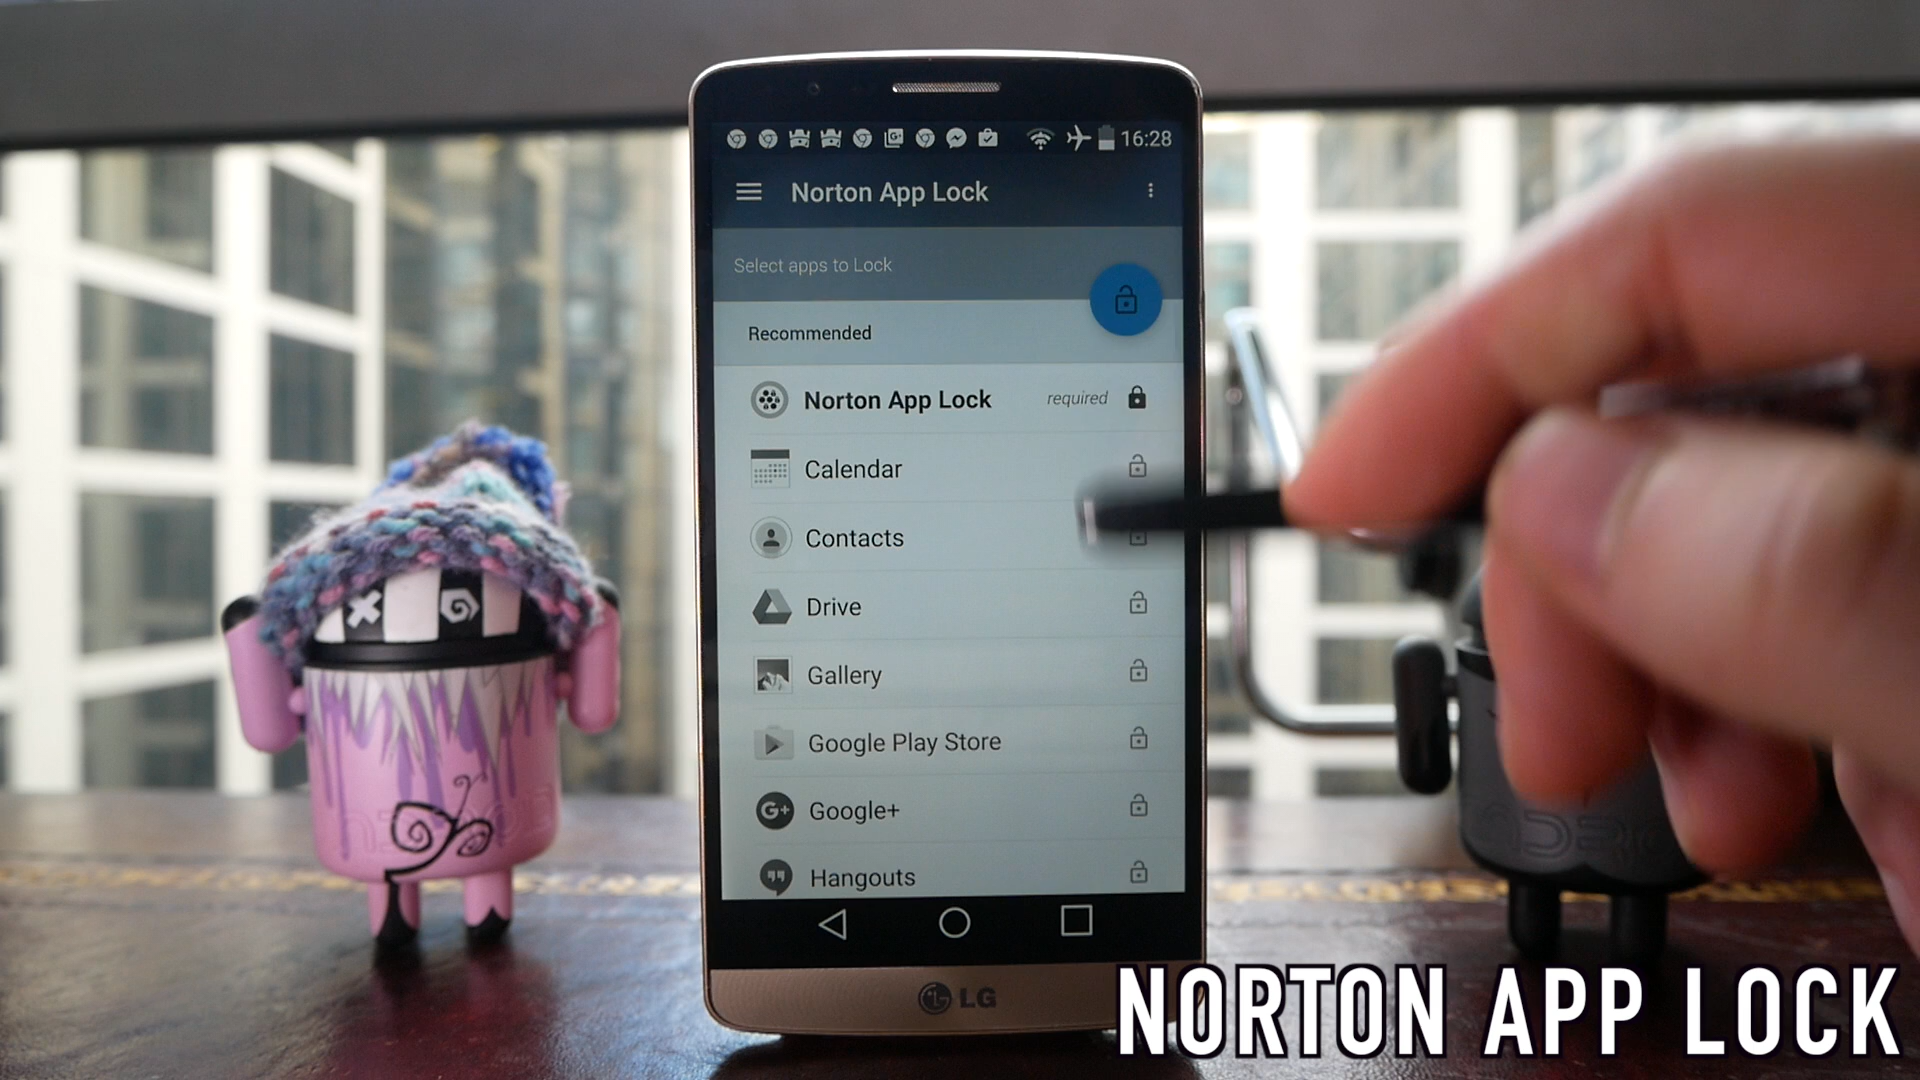 16:28
Norton App Lock
Select apps to Lock
Recommended
Norton App Lock required
Calendar
Contacts
Drive
Gallery
Google Play Store
G+ Google+
Hangouts
LG
NORTON APP LOCK